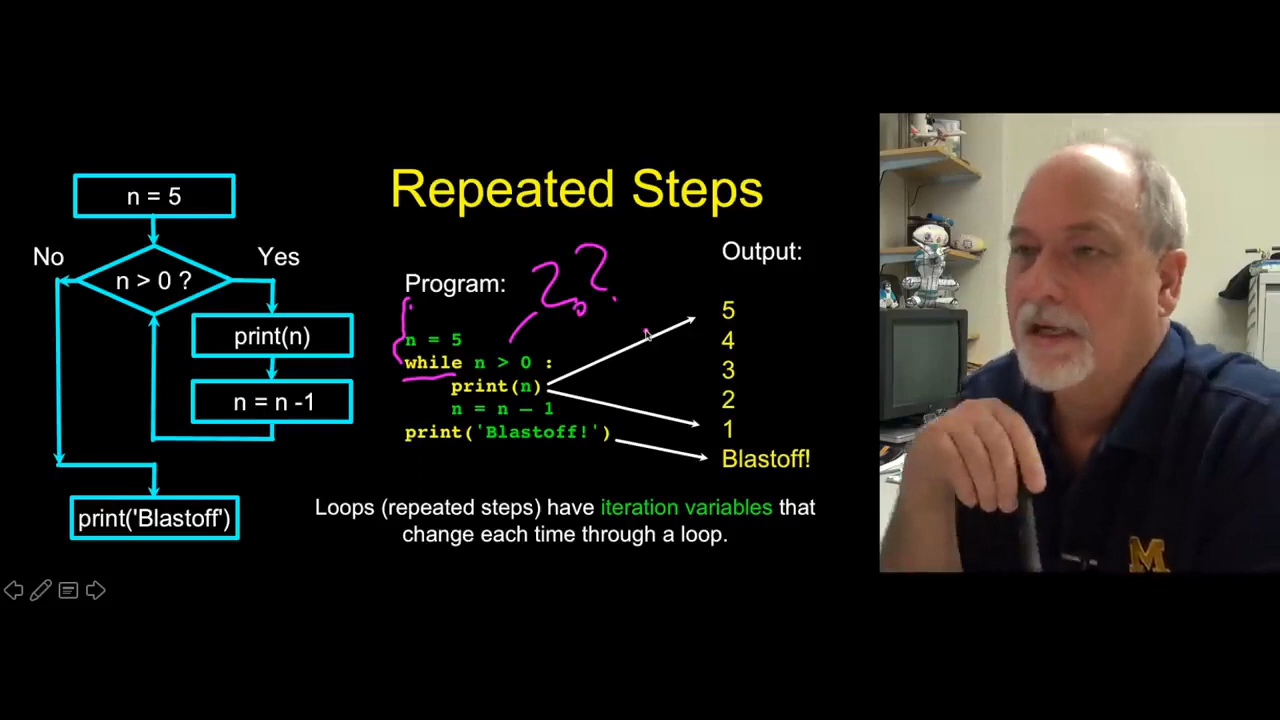 Repeated Steps
n = 5
No
Yes
n > 0 ?
print(n)
n = n -1
print('Blastoff')
Program:
??
n = 5
while n > 0 :
    print(n)
    n = n – 1
print('Blastoff!')
Output:
5
4
3
2
1
Blastoff!
Loops (repeated steps) have iteration variables that
change each time through a loop.
M